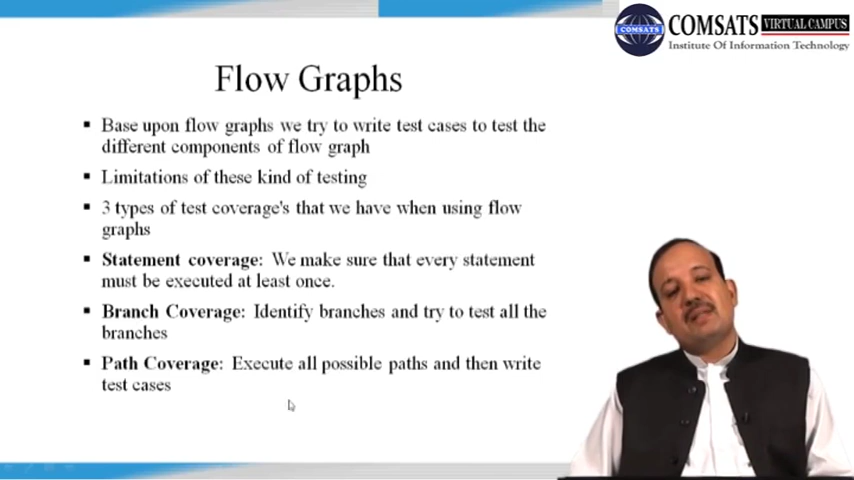 COMSATS
COMSATS VIRTUAL CAMPUS
Institute Of Information Technology
Flow Graphs
Base upon flow graphs we try to write test cases to test the
different components of flow graph
Limitations of these kind of testing
3 types of test coverage's that we have when using flow
graphs
Statement coverage: We make sure that every statement
must be executed at least once.
Branch Coverage: Identify branches and try to test all the
branches
Path Coverage: Execute all possible paths and then write
test cases